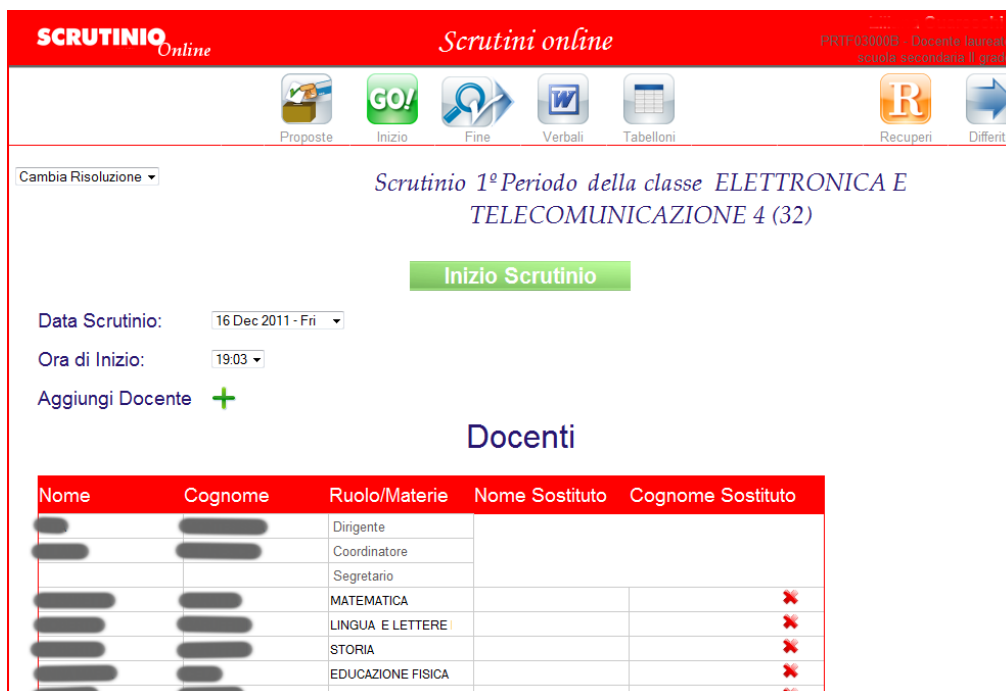 SCRUTINIO Online
Scrutini online
PRTF03000B - Docente laureat
scuola secondaria II grad
GO!
W
R
Proposte Inizio Fine Verbali Tabelloni Recuperi Differit
Cambia Risoluzione
Scrutinio 1º Periodo della classe ELETTRONICA E
TELECOMUNICAZIONE 4 (32)
Inizio Scrutinio
Data Scrutinio: 16 Dec 2011 - Fri
Ora di Inizio: 19:03
Aggiungi Docente
Docenti
Nome Cognome Ruolo/Materie Nome Sostituto Cognome Sostituto
Dirigente
Coordinatore
Segretario
MATEMATICA
LINGUA E LETTERE
STORIA
EDUCAZIONE FISICA